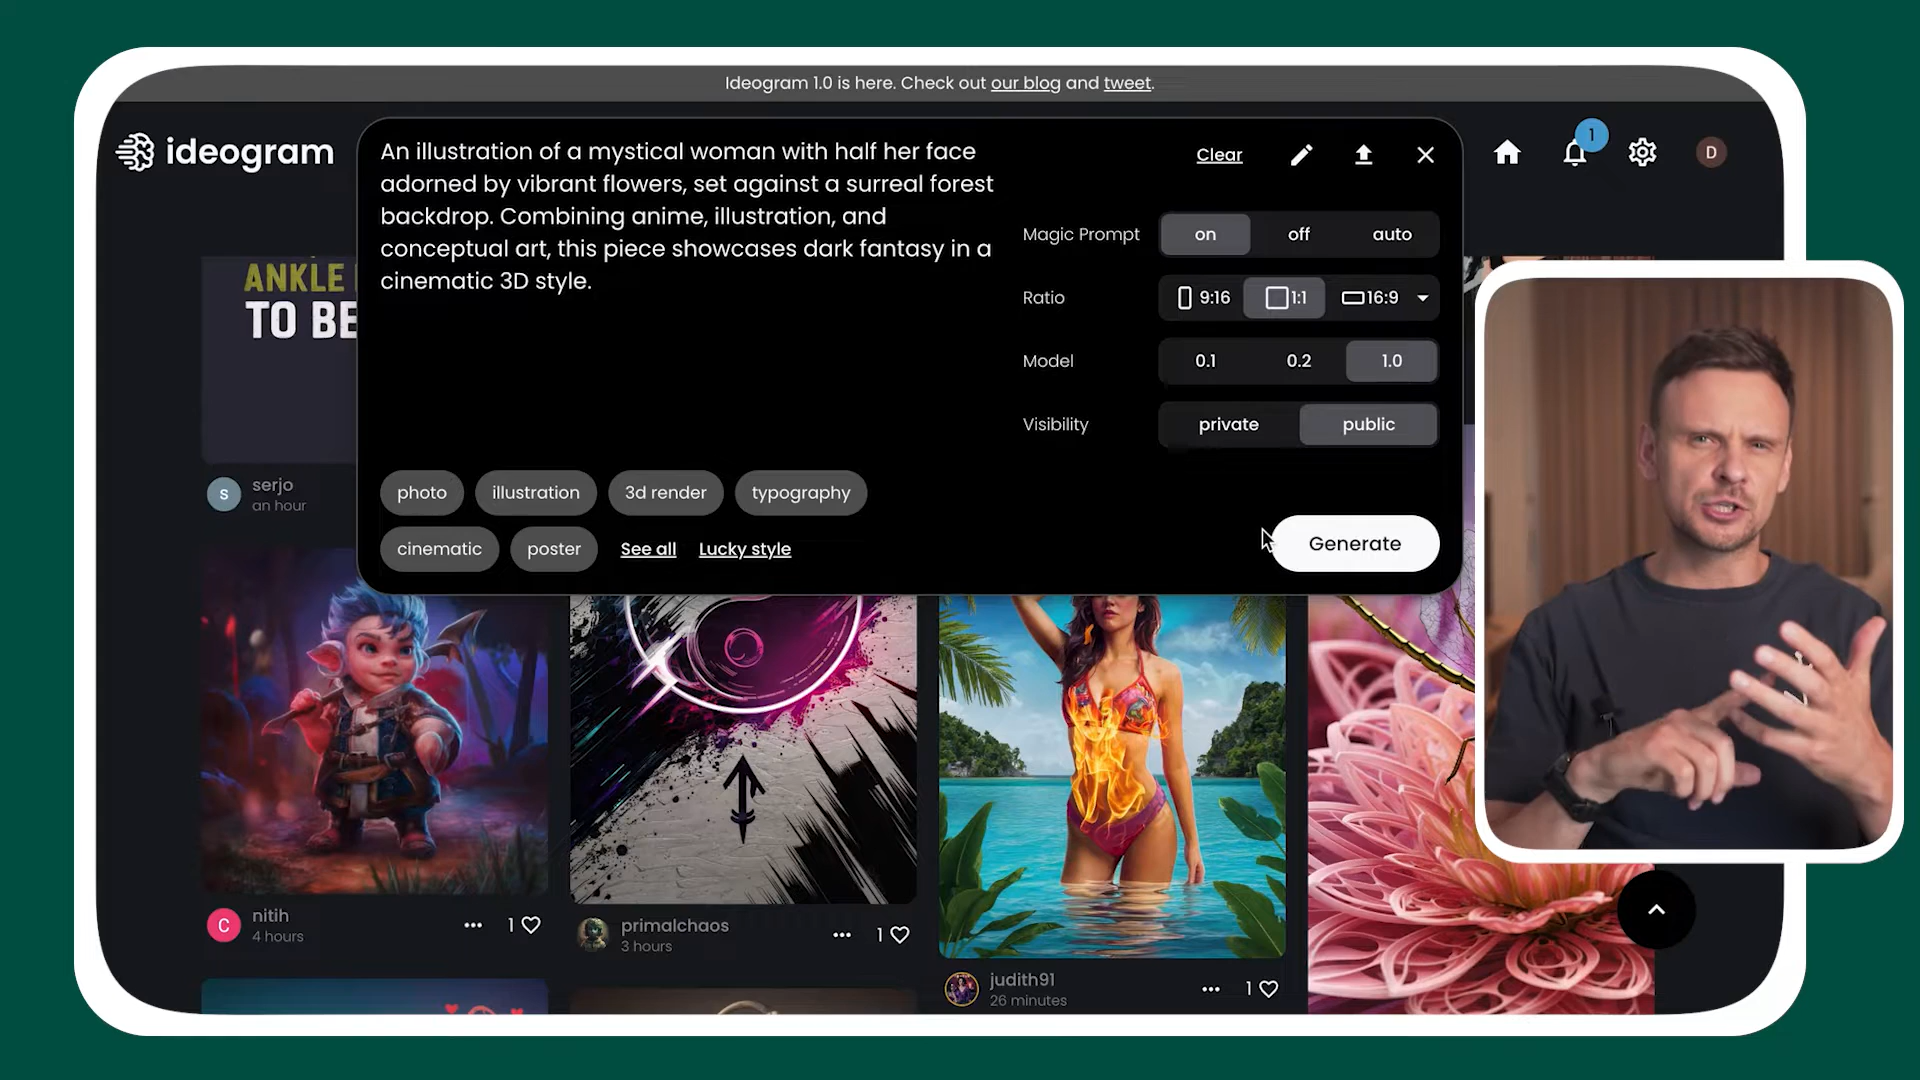 Ideogram 1.0 is here. Check out our blog and tweet.
ideogram
An illustration of a mystical woman with half her face
adorned by vibrant flowers, set against a surreal forest
backdrop. Combining anime, illustration, and
conceptual art, this piece showcases dark fantasy in a
cinematic 3D style.
Clear
1
D
Magic Prompt on off auto
Ratio 9:16 1:1 16:9
Model 0.1 0.2 1.0
Visibility private public
photo illustration 3d render typography
cinematic poster See all Lucky style
Generate
ANKLE
TO BE
S
serjo
an hour
C
nitih
4 hours
1
primalchaos
3 hours
1
judith91
26 minutes
1